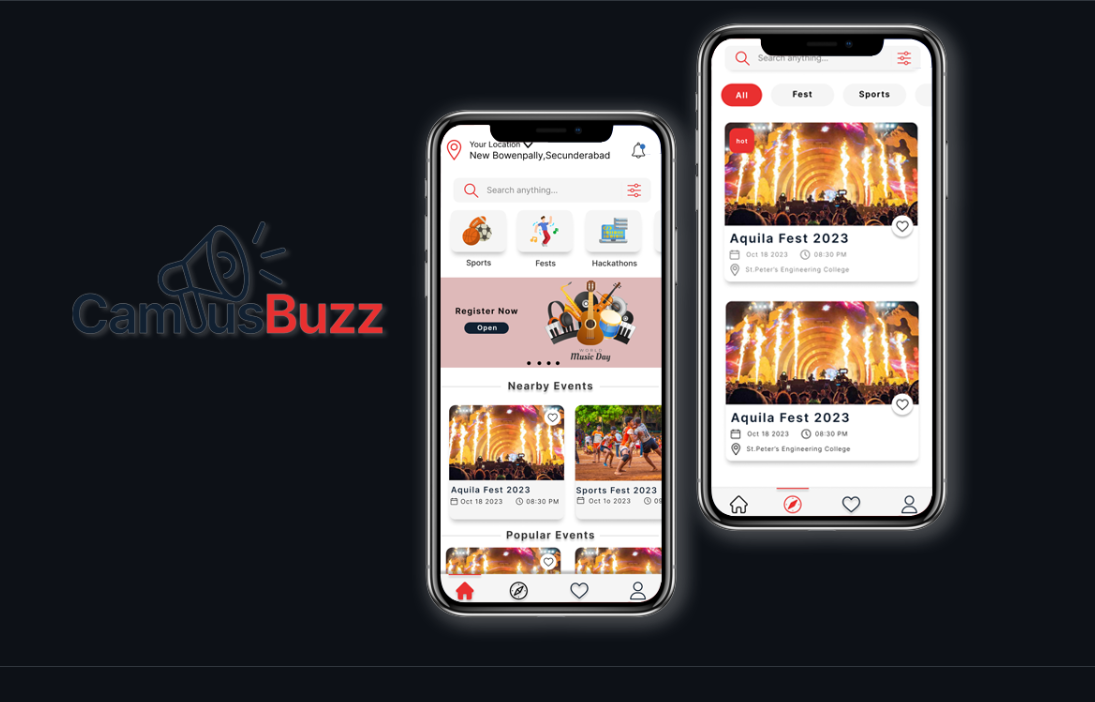 CampusBuzz
Your Location
New Bowenpally,Secunderabad
Search anything...
Sports
Fests
Hackathons
Register Now
Open
WORLD
Music Day
Nearby Events
Aquila Fest 2023
Oct 18 2023
08:30 PM
Sports Fest 2023
Oct 1o 2023
09
Popular Events
Search anything...
All
Fest
Sports
hot
Aquila Fest 2023
Oct 18 2023
08:30 PM
St.Peter's Engineering College
Aquila Fest 2023
Oct 18 2023
08:30 PM
St.Peter's Engineering College